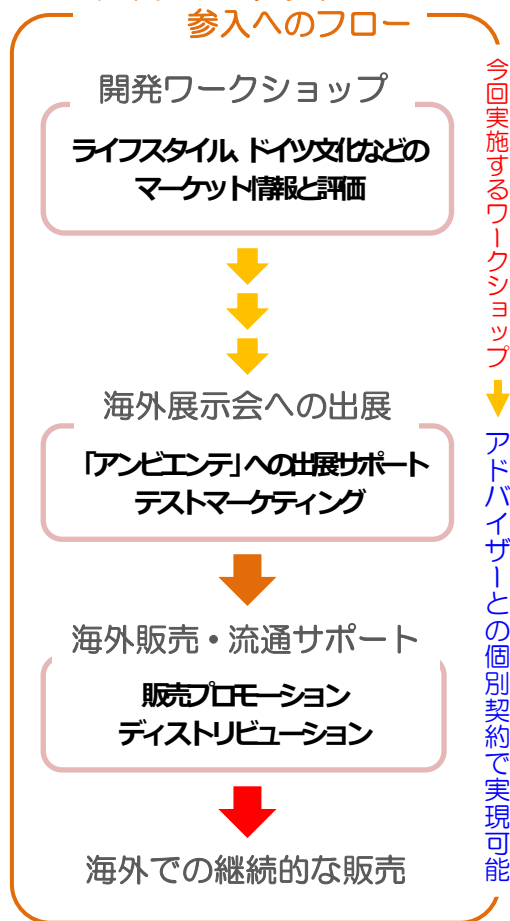 参入へのフロー
開発ワークショップ
ライフスタイル、ドイツ文化などの
マーケット情報と評価
海外展示会への出展
「アンビエンテ」への出展サポート
テストマーケティング
海外販売・流通サポート
販売プロモーション
ディストリビューション
海外での継続的な販売
今回実施するワークショップ
アドバイザーとの個別契約で実現可能